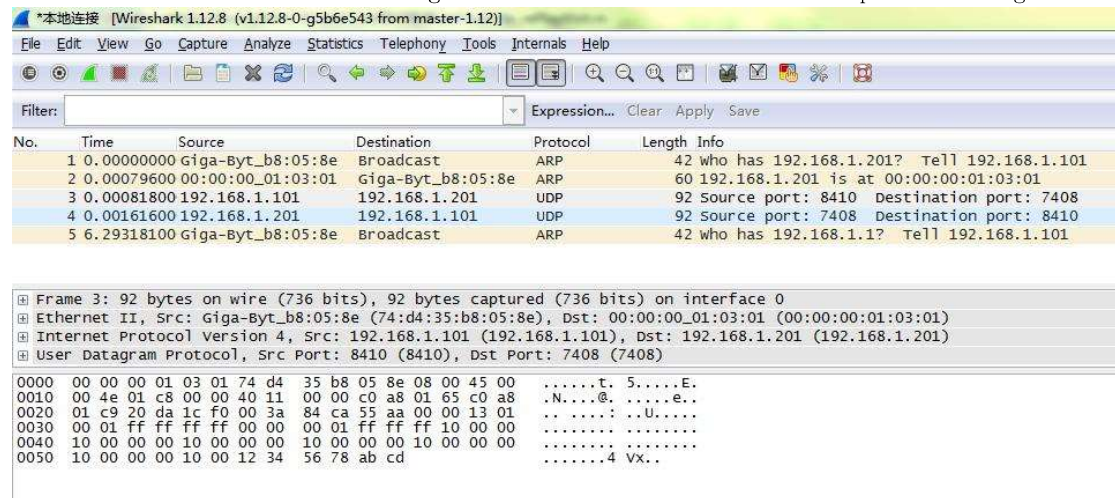 *本地连接 [Wireshark 1.12.8 (v1.12.8-0-g5b6e543 from master-1.12)]
File Edit View Go Capture Analyze Statistics Telephony Tools Internals Help
Filter: Expression... Clear Apply Save
No. Time Source Destination Protocol Length Info
1 0.00000000 Giga-Byt_b8:05:8e Broadcast ARP 42 Who has 192.168.1.201? Tell 192.168.1.101
2 0.00079600 00:00:00_01:03:01 Giga-Byt_b8:05:8e ARP 60 192.168.1.201 is at 00:00:00:01:03:01
3 0.00081800 192.168.1.101 192.168.1.201 UDP 92 Source port: 8410 Destination port: 7408
4 0.00161600 192.168.1.201 192.168.1.101 UDP 92 Source port: 7408 Destination port: 8410
5 6.29318100 Giga-Byt_b8:05:8e Broadcast ARP 42 Who has 192.168.1.1? Tell 192.168.1.101
Frame 3: 92 bytes on wire (736 bits), 92 bytes captured (736 bits) on interface 0
Ethernet II, Src: Giga-Byt_b8:05:8e (74:d4:35:b8:05:8e), Dst: 00:00:00_01:03:01 (00:00:00:01:03:01)
Internet Protocol Version 4, Src: 192.168.1.101 (192.168.1.101), Dst: 192.168.1.201 (192.168.1.201)
User Datagram Protocol, Src Port: 8410 (8410), Dst Port: 7408 (7408)
0000 00 00 00 01 03 01 74 d4 35 b8 05 8e 08 00 45 00 ......t. 5.....E.
0010 00 4e 01 c8 00 00 40 11 00 00 c0 a8 01 65 c0 a8 .N....@. .....e..
0020 01 c9 20 da 1c f0 00 3a 84 ca 55 aa 00 00 13 01 .. ....: ..U.....
0030 00 01 ff ff ff ff 00 00 00 01 ff ff ff 10 00 00 ........ ........
0040 10 00 00 00 10 00 00 00 10 00 00 00 10 00 00 00 ........ ........
0050 10 00 00 00 10 00 12 34 56 78 ab cd .......4 Vx..